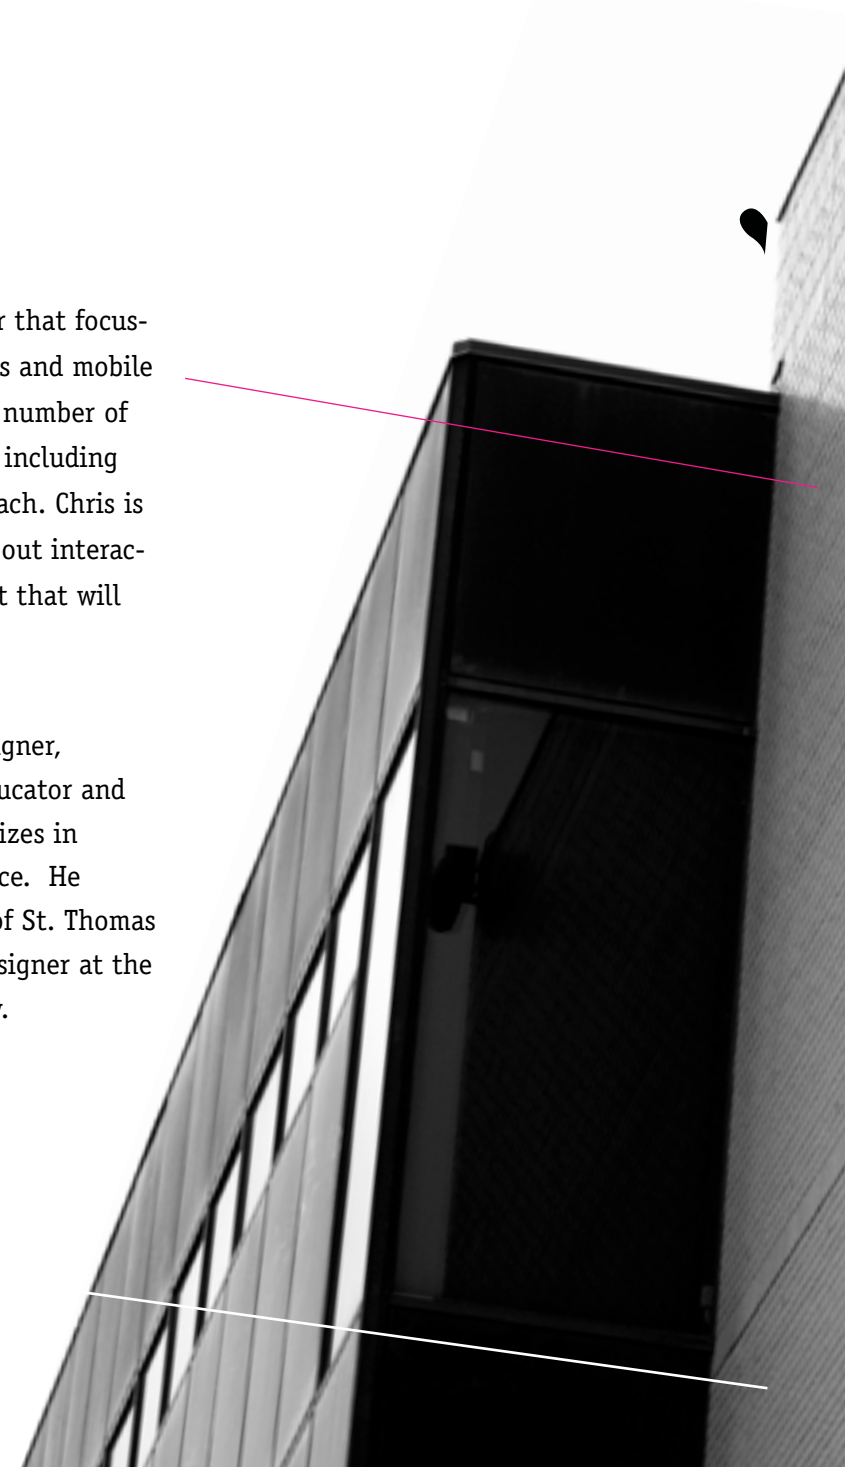 r that focus-
s and mobile
number of
including
ach. Chris is
out interac-
t that will
gner,
ucator and
izes in
ce. He
of St. Thomas
signer at the
.